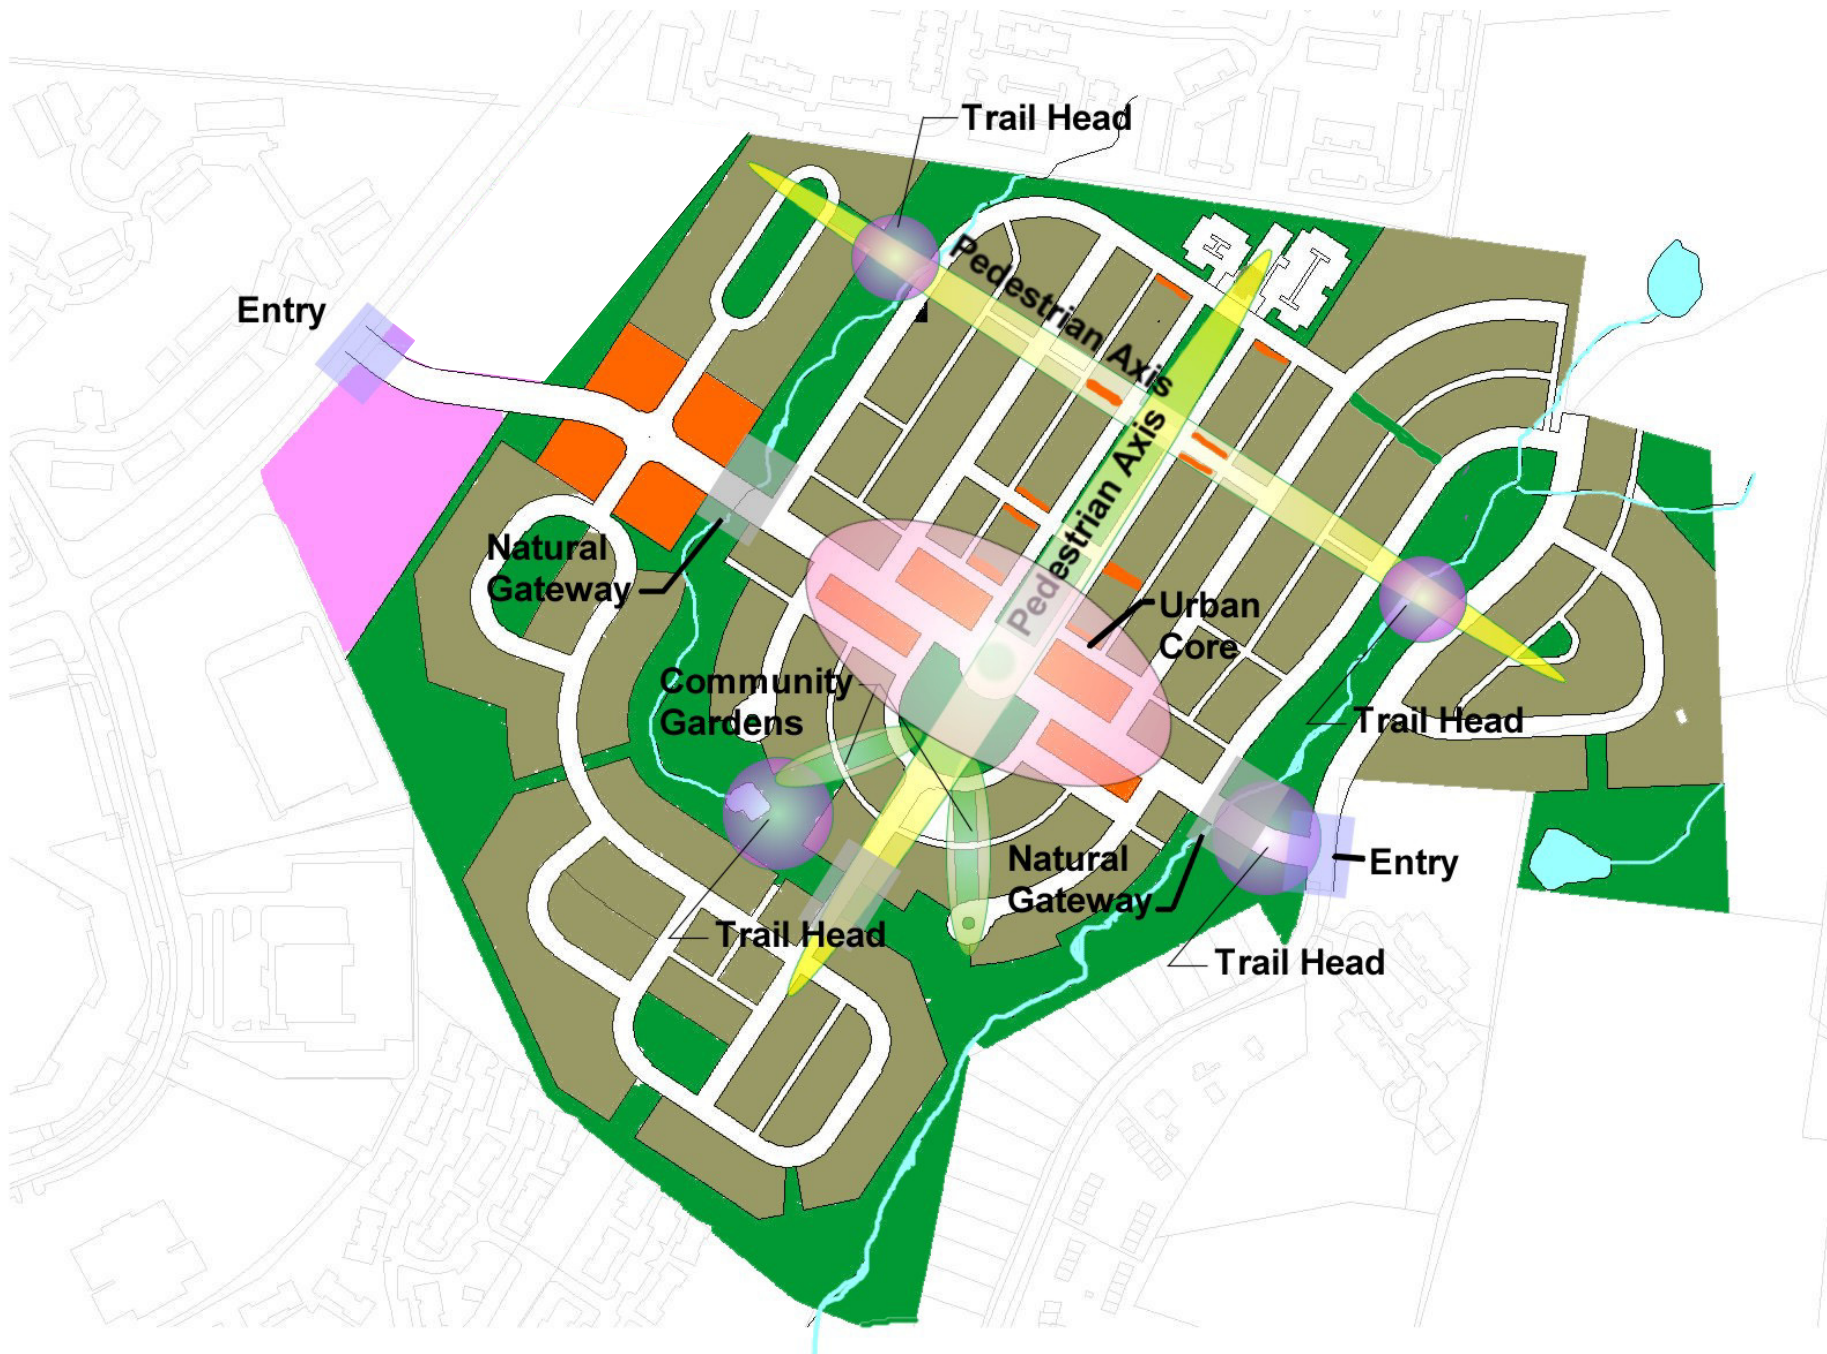 Trail Head
Pedestrian Axis
Entry
Pedestrian Axis
Natural
Gateway
Urban
Core
Community
Gardens
Trail Head
Natural
Gateway
Entry
Trail Head
Trail Head